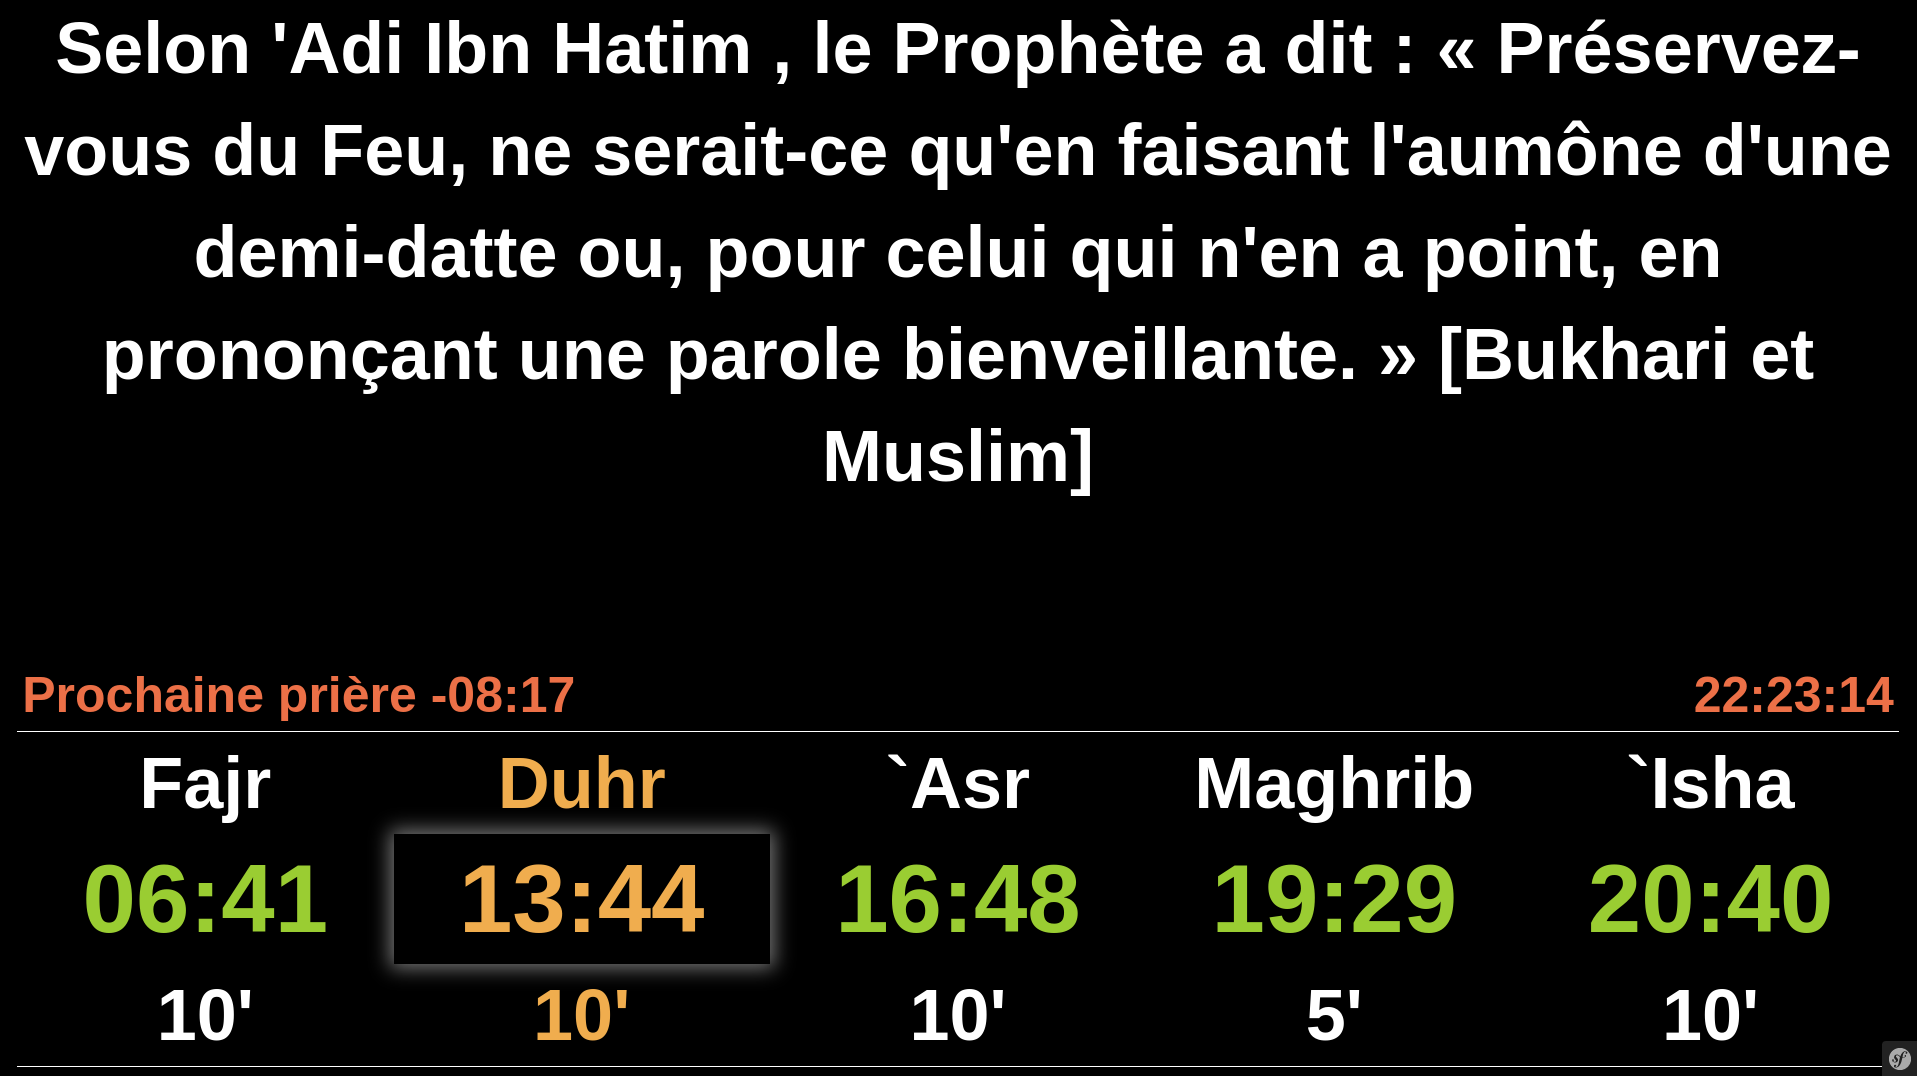 Selon 'Adi Ibn Hatim , le Prophète a dit : « Préservez-
vous du Feu, ne serait-ce qu'en faisant l'aumône d'une
demi-datte ou, pour celui qui n'en a point, en
prononçant une parole bienveillante. » [Bukhari et
Muslim]
Prochaine prière -08:17 22:23:14
Fajr Duhr `Asr Maghrib `Isha
06:41 13:44 16:48 19:29 20:40
10' 10' 10' 5' 10'
sf